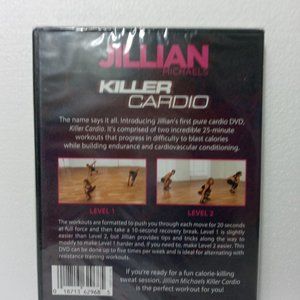 JILLIAN
MICHAELS
KILLER
CARDIO
The name says it all. Introducing Jillian's first pure cardio DVD,
Killer Cardio. It's comprised of two incredible 25-minute
workouts that progress in difficulty to blast calories
while building endurance and cardiovascular conditioning.
LEVEL 1
LEVEL 2
The workouts are formatted to push you through each move for 20 seconds
at full force and then take a 10-second recovery break. Level 1 is slightly
easier than Level 2, but Jillian provides tips and tricks along the way to
modify to make Level 1 harder and, if you need to, make Level 2 easier. This
DVD can be done up to five times per week and is ideal for alternating with
resistance training workouts.
If you're ready for a fun calorie-killing
sweat session, Jillian Michaels Killer Cardio
is the perfect workout for you!
0 18713 62968 5